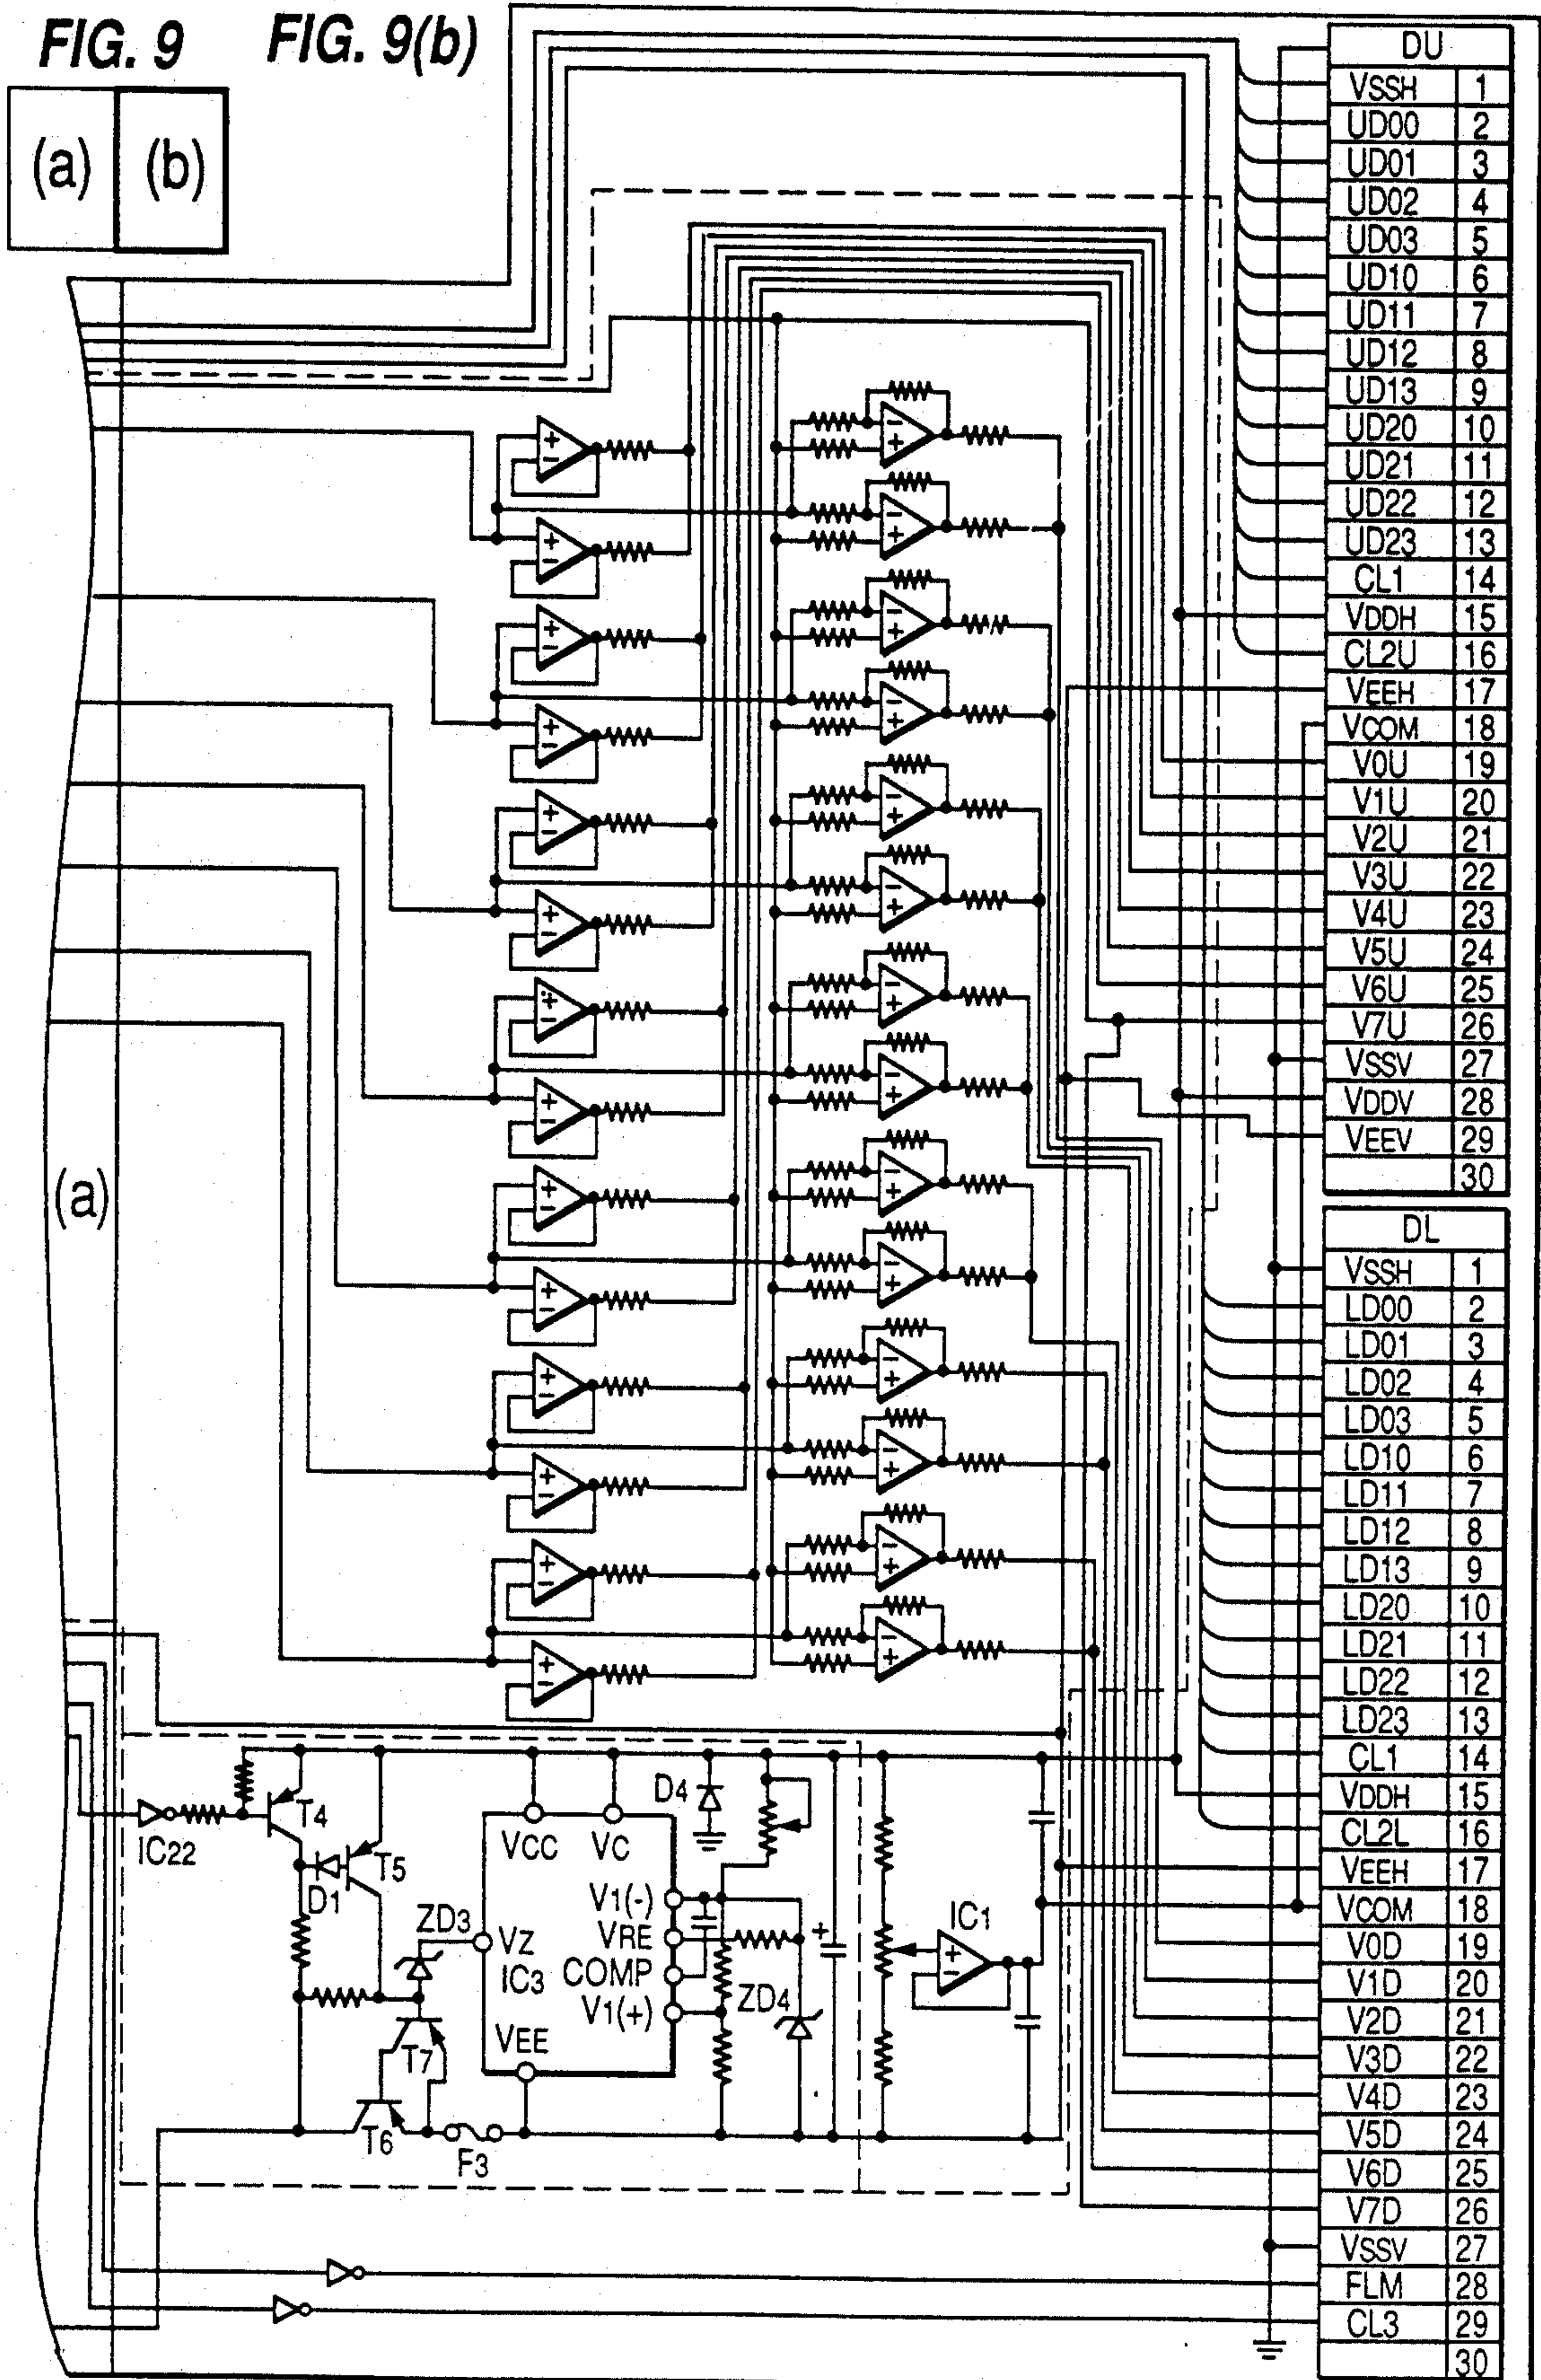 FIG. 9 FIG. 9(b)
(a) (b)
DU
VSSH 1
UD00 2
UD01 3
UD02 4
UD03 5
UD10 6
UD11 7
UD12 8
UD13 9
UD20 10
UD21 11
UD22 12
UD23 13
CL1 14
VDDH 15
CL2U 16
VEEH 17
VCOM 18
V0U 19
V1U 20
V2U 21
V3U 22
V4U 23
V5U 24
V6U 25
V7U 26
VSSV 27
VDDV 28
VEEV 29
30
(a)
DL
VSSH 1
LD00 2
LD01 3
LD02 4
LD03 5
LD10 6
LD11 7
LD12 8
LD13 9
LD20 10
LD21 11
LD22 12
LD23 13
CL1 14
VDDH 15
CL2L 16
VEEH 17
VCOM 18
V0D 19
V1D 20
V2D 21
V3D 22
V4D 23
V5D 24
V6D 25
V7D 26
VSSV 27
FLM 28
CL3 29
30
IC22
T4
D1
T5
ZD3
VCC VC
D4
V1(-)
VZ VRE
IC3 COMP
V1(+)
VEE
ZD4
IC1
T7
T6
F3